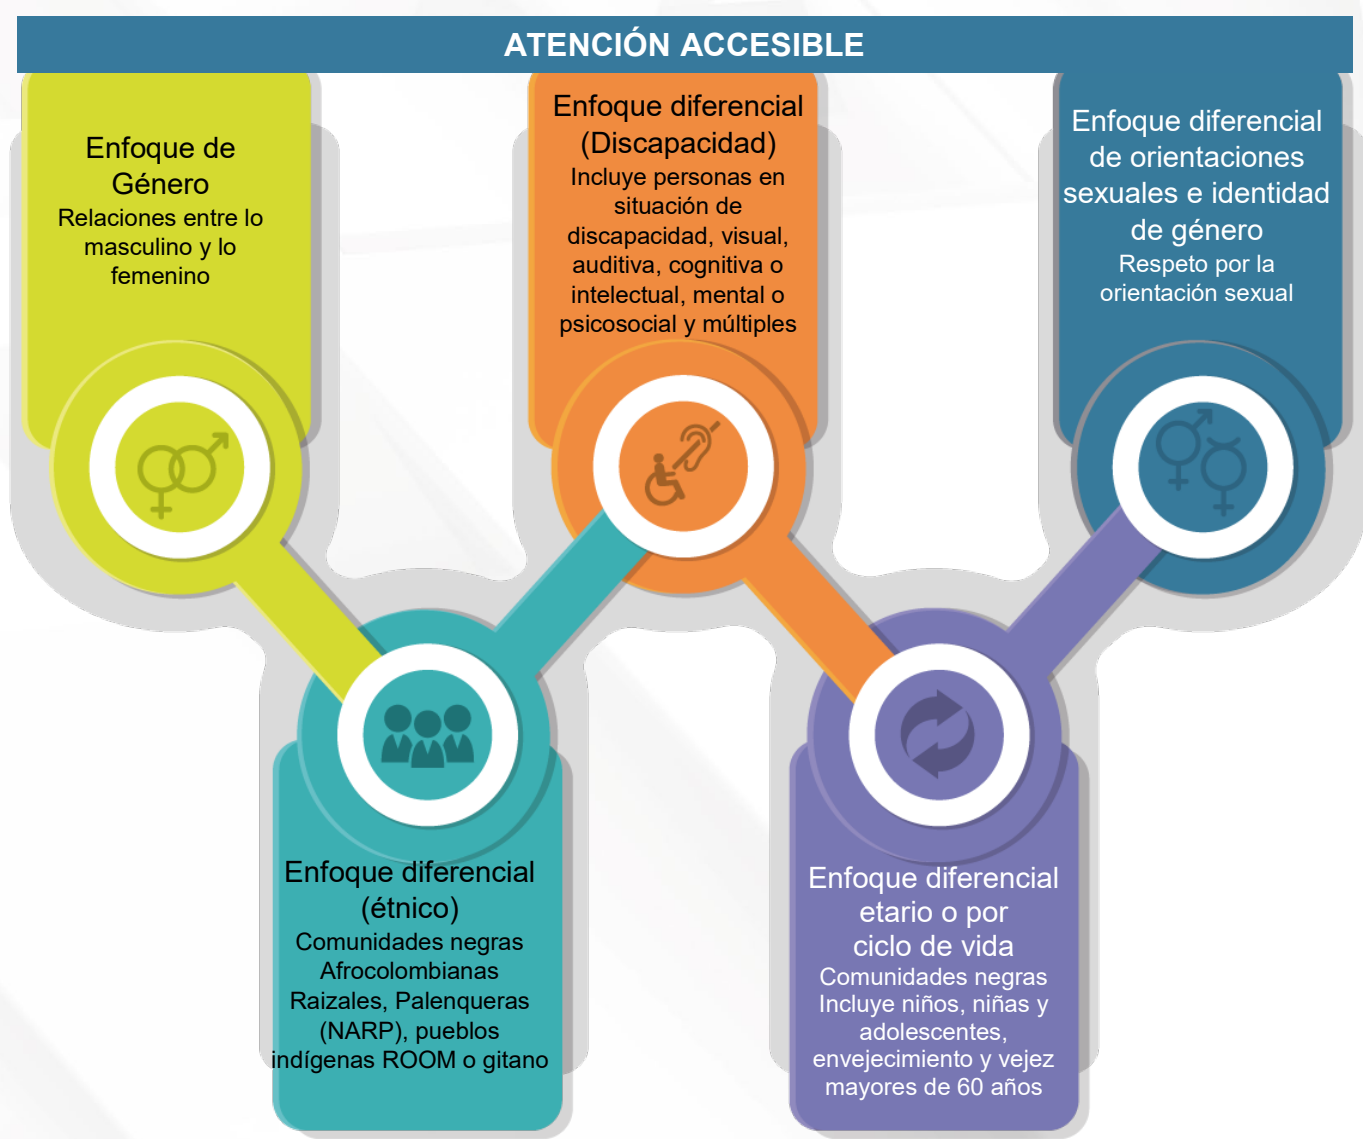 ATENCIÓN ACCESIBLE
Enfoque de
Género
Relaciones entre lo
masculino y lo
femenino
Enfoque diferencial
(étnico)
Comunidades negras
Afrocolombianas
Raizales, Palenqueras
(NARP), pueblos
indígenas ROOM o gitano
Enfoque diferencial
(Discapacidad)
Incluye personas en
situación de
discapacidad, visual,
auditiva, cognitiva o
intelectual, mental o
psicosocial y múltiples
Enfoque diferencial
etario o por
ciclo de vida
Comunidades negras
Incluye niños, niñas y
adolescentes,
envejecimiento y vejez
mayores de 60 años
Enfoque diferencial
de orientaciones
sexuales e identidad
de género
Respeto por la
orientación sexual